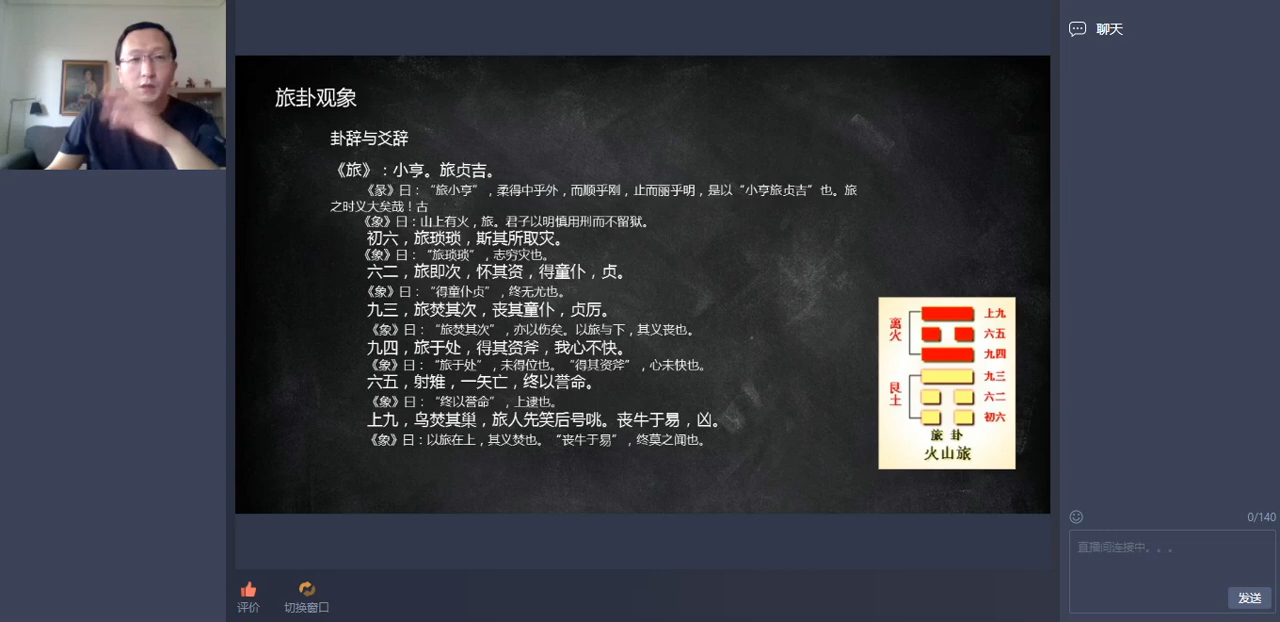 聊天
旅卦观象
卦辞与爻辞
《旅》：小亨。旅贞吉。
《彖》曰：“旅小亨”，柔得中乎外，而顺乎刚，止而丽乎明，是以“小亨旅贞吉”也。旅
之时义大矣哉！古
《象》曰：山上有火，旅。君子以明慎用刑而不留狱。
初六，旅琐琐，斯其所取灾。
《象》曰：“旅琐琐”，志穷灾也。
六二，旅即次，怀其资，得童仆，贞。
《象》曰：“得童仆贞”，终无尤也。
九三，旅焚其次，丧其童仆，贞厉。
《象》曰：“旅焚其次”，亦以伤矣。以旅与下，其义丧也。
九四，旅于处，得其资斧，我心不快。
《象》曰：“旅于处”，未得位也。“得其资斧”，心未快也。
六五，射雉，一矢亡，终以誉命。
《象》曰：“终以誉命”，上逮也。
上九，鸟焚其巢，旅人先笑后号咷。丧牛于易，凶。
《象》曰：以旅在上，其义焚也。“丧牛于易”，终莫之闻也。
离火
艮土
上九
六五
九四
九三
六二
初六
旅 卦
火山旅
0/140
直播间连接中。。。
发送
评价
切换窗口